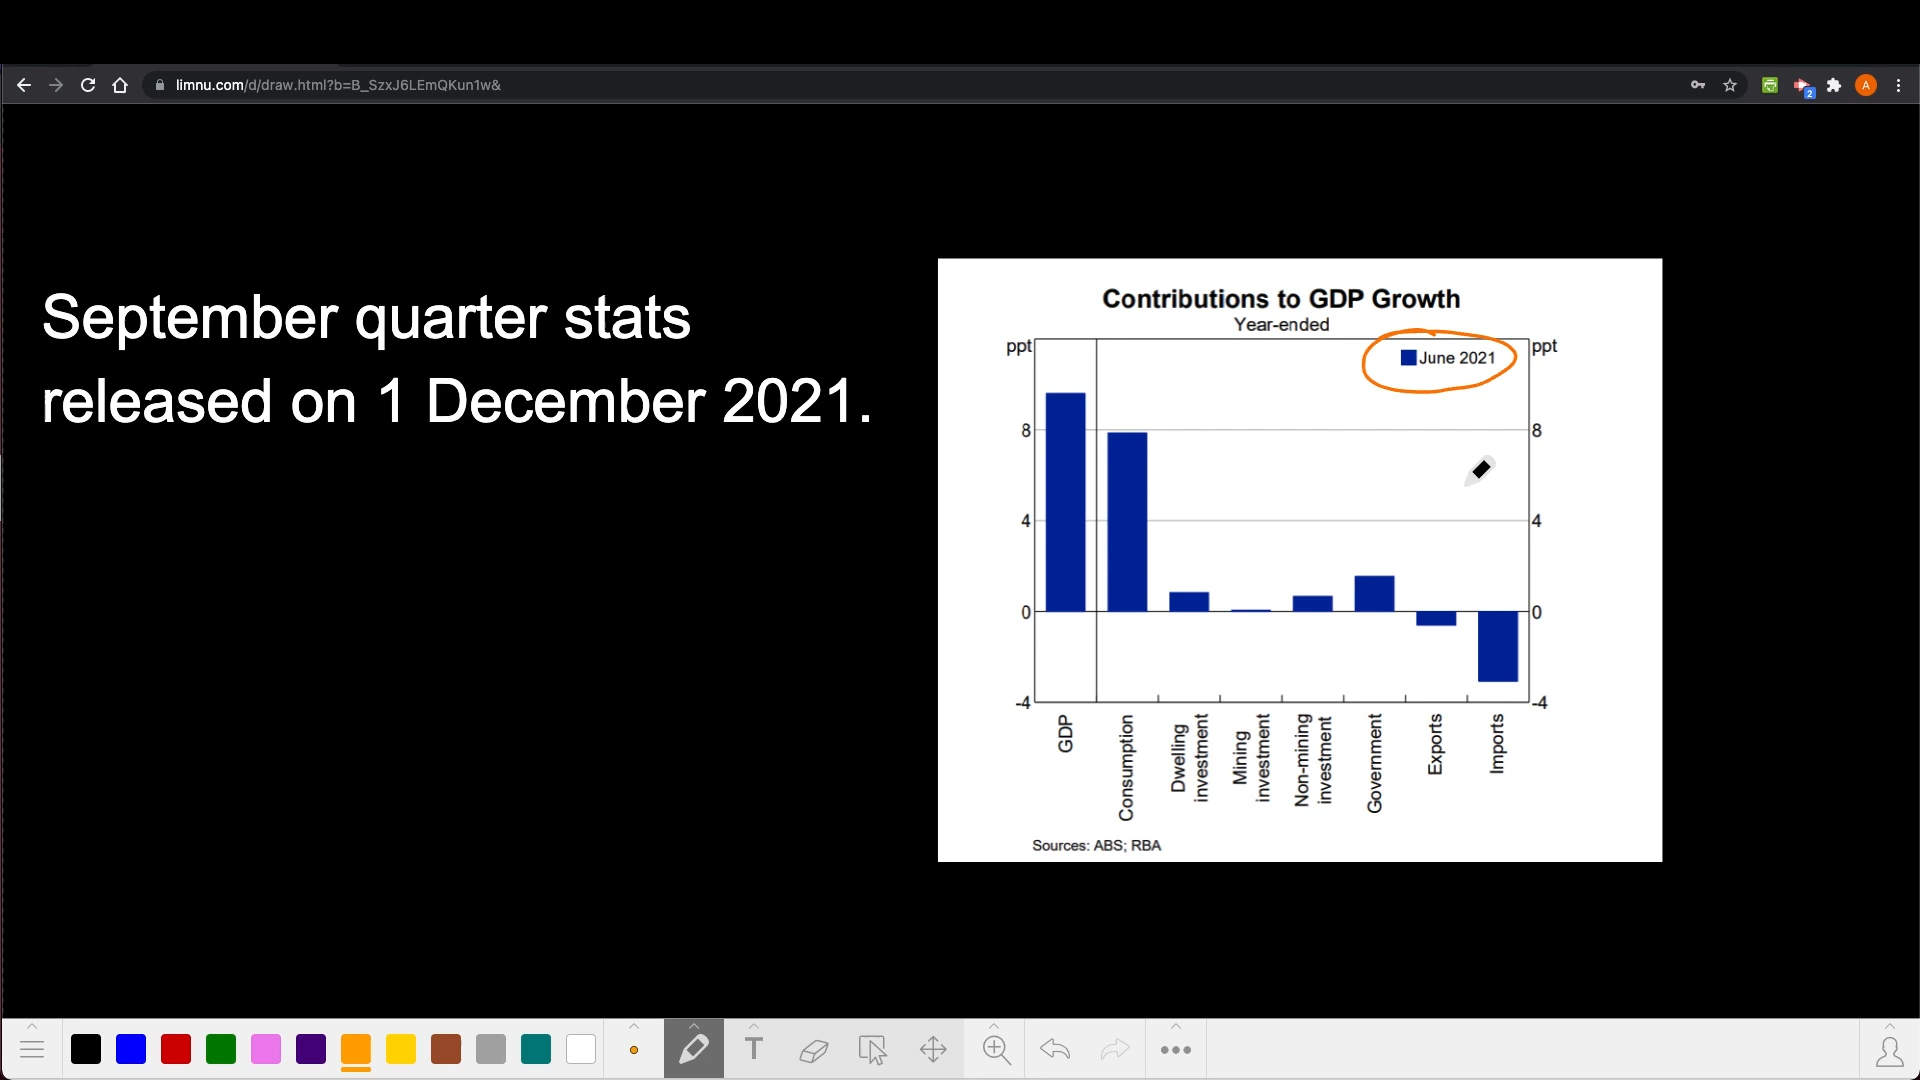 limnu.com/d/draw.html?b=B_SzxJ6LEmQKun1w&
2
A
September quarter stats
released on 1 December 2021.
Contributions to GDP Growth
Year-ended
ppt
ppt
June 2021
8
8
4
4
0
0
-4
-4
GDP
Consumption
Dwelling
investment
Mining
investment
Non-mining
investment
Government
Exports
Imports
Sources: ABS; RBA
T